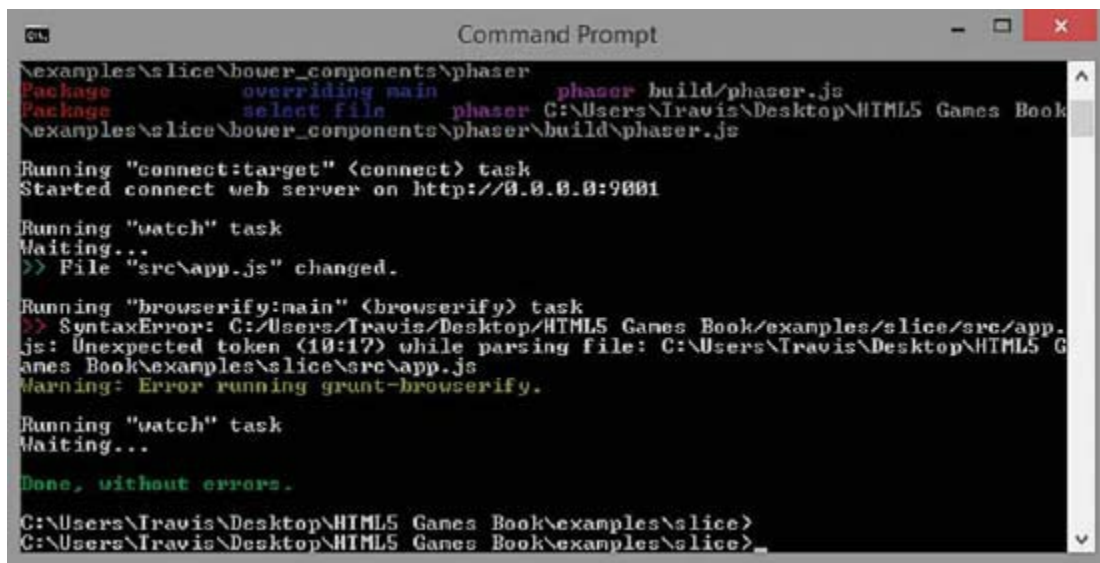 Command Prompt
\examples\slice\bower_components\phaser
Package overriding main phaser build/phaser.js
Package select file phaser C:\Users\Travis\Desktop\HTML5 Games Book
\examples\slice\bower_components\phaser\build\phaser.js
Running "connect:target" (connect) task
Started connect web server on http://0.0.0.0:9001
Running "watch" task
Waiting...
>> File "src\app.js" changed.
Running "browserify:main" (browserify) task
>> SyntaxError: C:/Users/Travis/Desktop/HTML5 Games Book/examples/slice/src/app.
js: Unexpected token (10:17) while parsing file: C:\Users\Travis\Desktop\HTML5 G
ames Book\examples\slice\src\app.js
Warning: Error running grunt-browserify.
Running "watch" task
Waiting...
Done, without errors.
C:\Users\Travis\Desktop\HTML5 Games Book\examples\slice>
C:\Users\Travis\Desktop\HTML5 Games Book\examples\slice>_